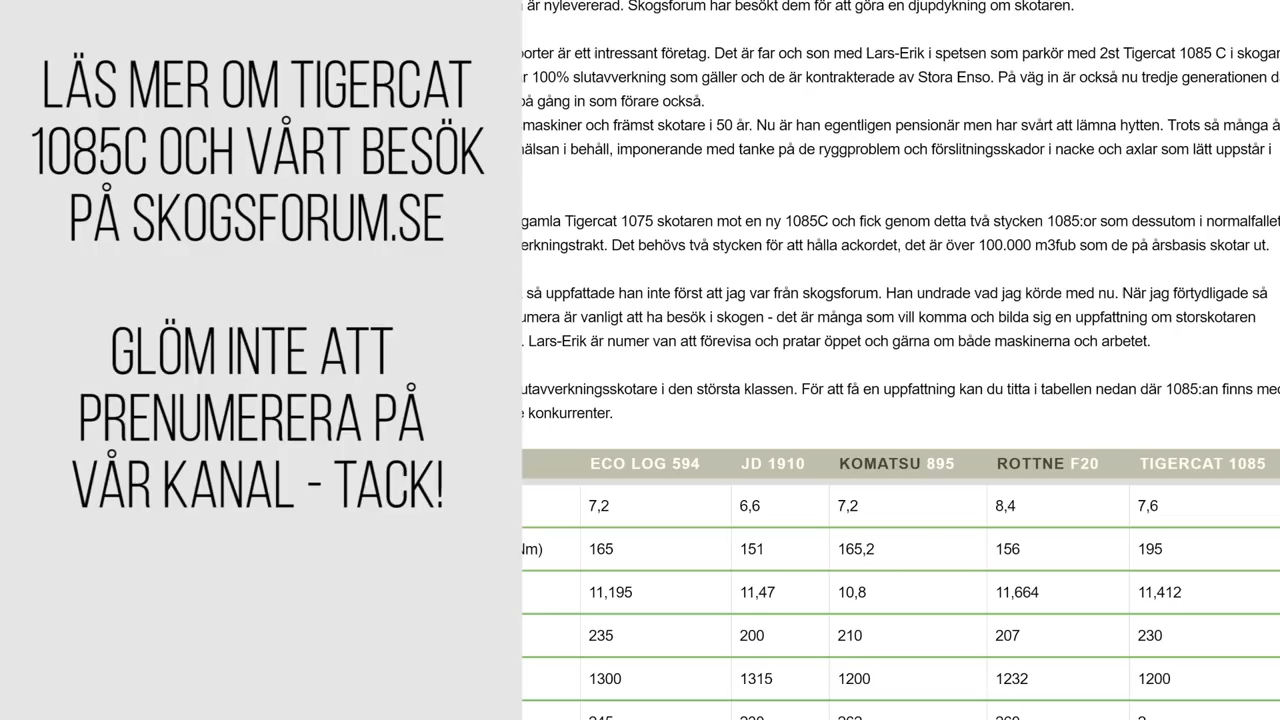 LÄS MER OM TIGERCAT
1085C OCH VÅRT BESÖK
PÅ SKOGSFORUM.SE
GLÖM INTE ATT
PRENUMERERA PÅ
VÅR KANAL - TACK!
är nylevererad. Skogsforum har besökt dem för att göra en djupdykning om skotaren.
är ett intressant företag. Det är far och son med Lars-Erik i spetsen som parkör med 2st Tigercat 1085 C i
100% slutavverkning som gäller och de är kontrakterade av Stora Enso. På väg in är också nu tredje generationen
på gång in som förare också.
och främst skotare i 50 år. Nu är han egentligen pensionär men har svårt att lämna hytten. Trots så många
i behåll, imponerande med tanke på de ryggproblem och förslitningsskador i nacke och axlar som lätt uppstår i
gamla Tigercat 1075 skotaren mot en ny 1085C och fick genom detta två stycken 1085:or som dessutom i normalfallet
Det behövs två stycken för att hålla ackordet, det är över 100.000 m3fub som de på årsbasis skotar ut.
så uppfattade han inte först att jag var från skogsforum. Han undrade vad jag körde med nu. När jag förtydligade så
är vanligt att ha besök i skogen - det är många som vill komma och bilda sig en uppfattning om storskotaren
. Lars-Erik är numer van att förevisa och pratar öppet och gärna om både maskinerna och arbetet.
i den största klassen. För att få en uppfattning kan du titta i tabellen nedan där 1085:an finns
konkurrenter.
ECO LOG 594 JD 1910 KOMATSU 895 ROTTNE F20 TIGERCAT 1085
7,2 6,6 7,2 8,4 7,6
Nm) 165 151 165,2 156 195
11,195 11,47 10,8 11,664 11,412
235 200 210 207 230
1300 1315 1200 1232 1200